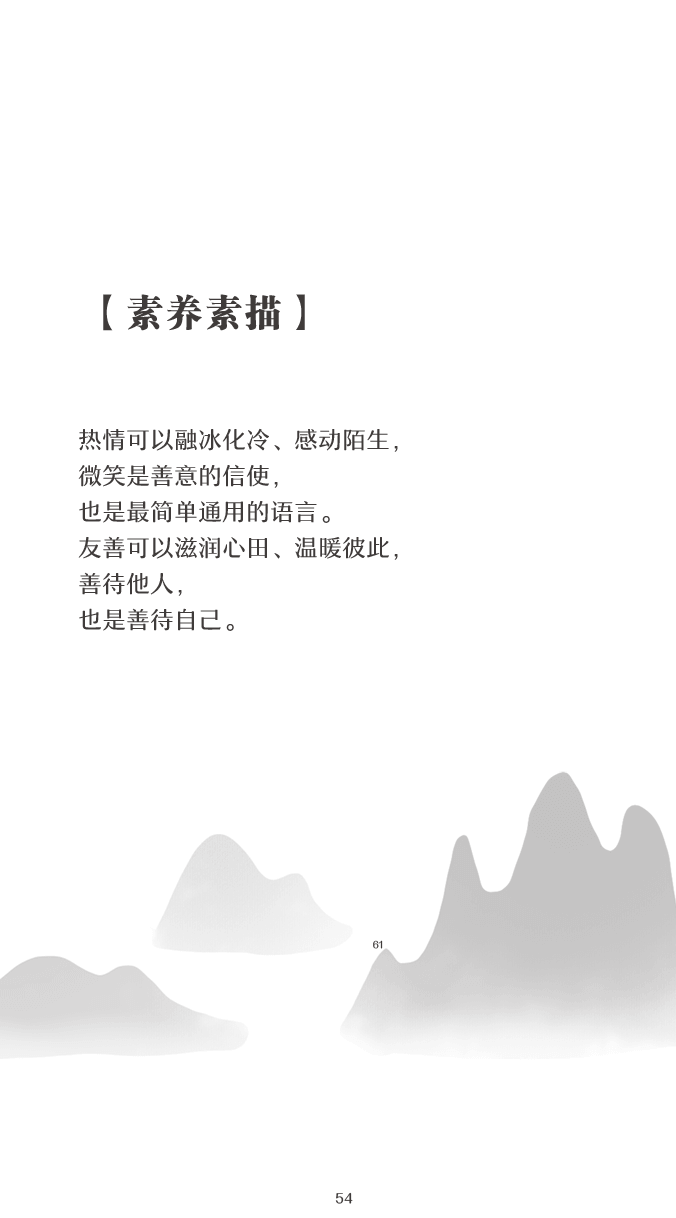 【素养素描】
热情可以融冰化冷、感动陌生，
微笑是善意的信使，
也是最简单通用的语言。
友善可以滋润心田、温暖彼此，
善待他人，
也是善待自己。
61
54